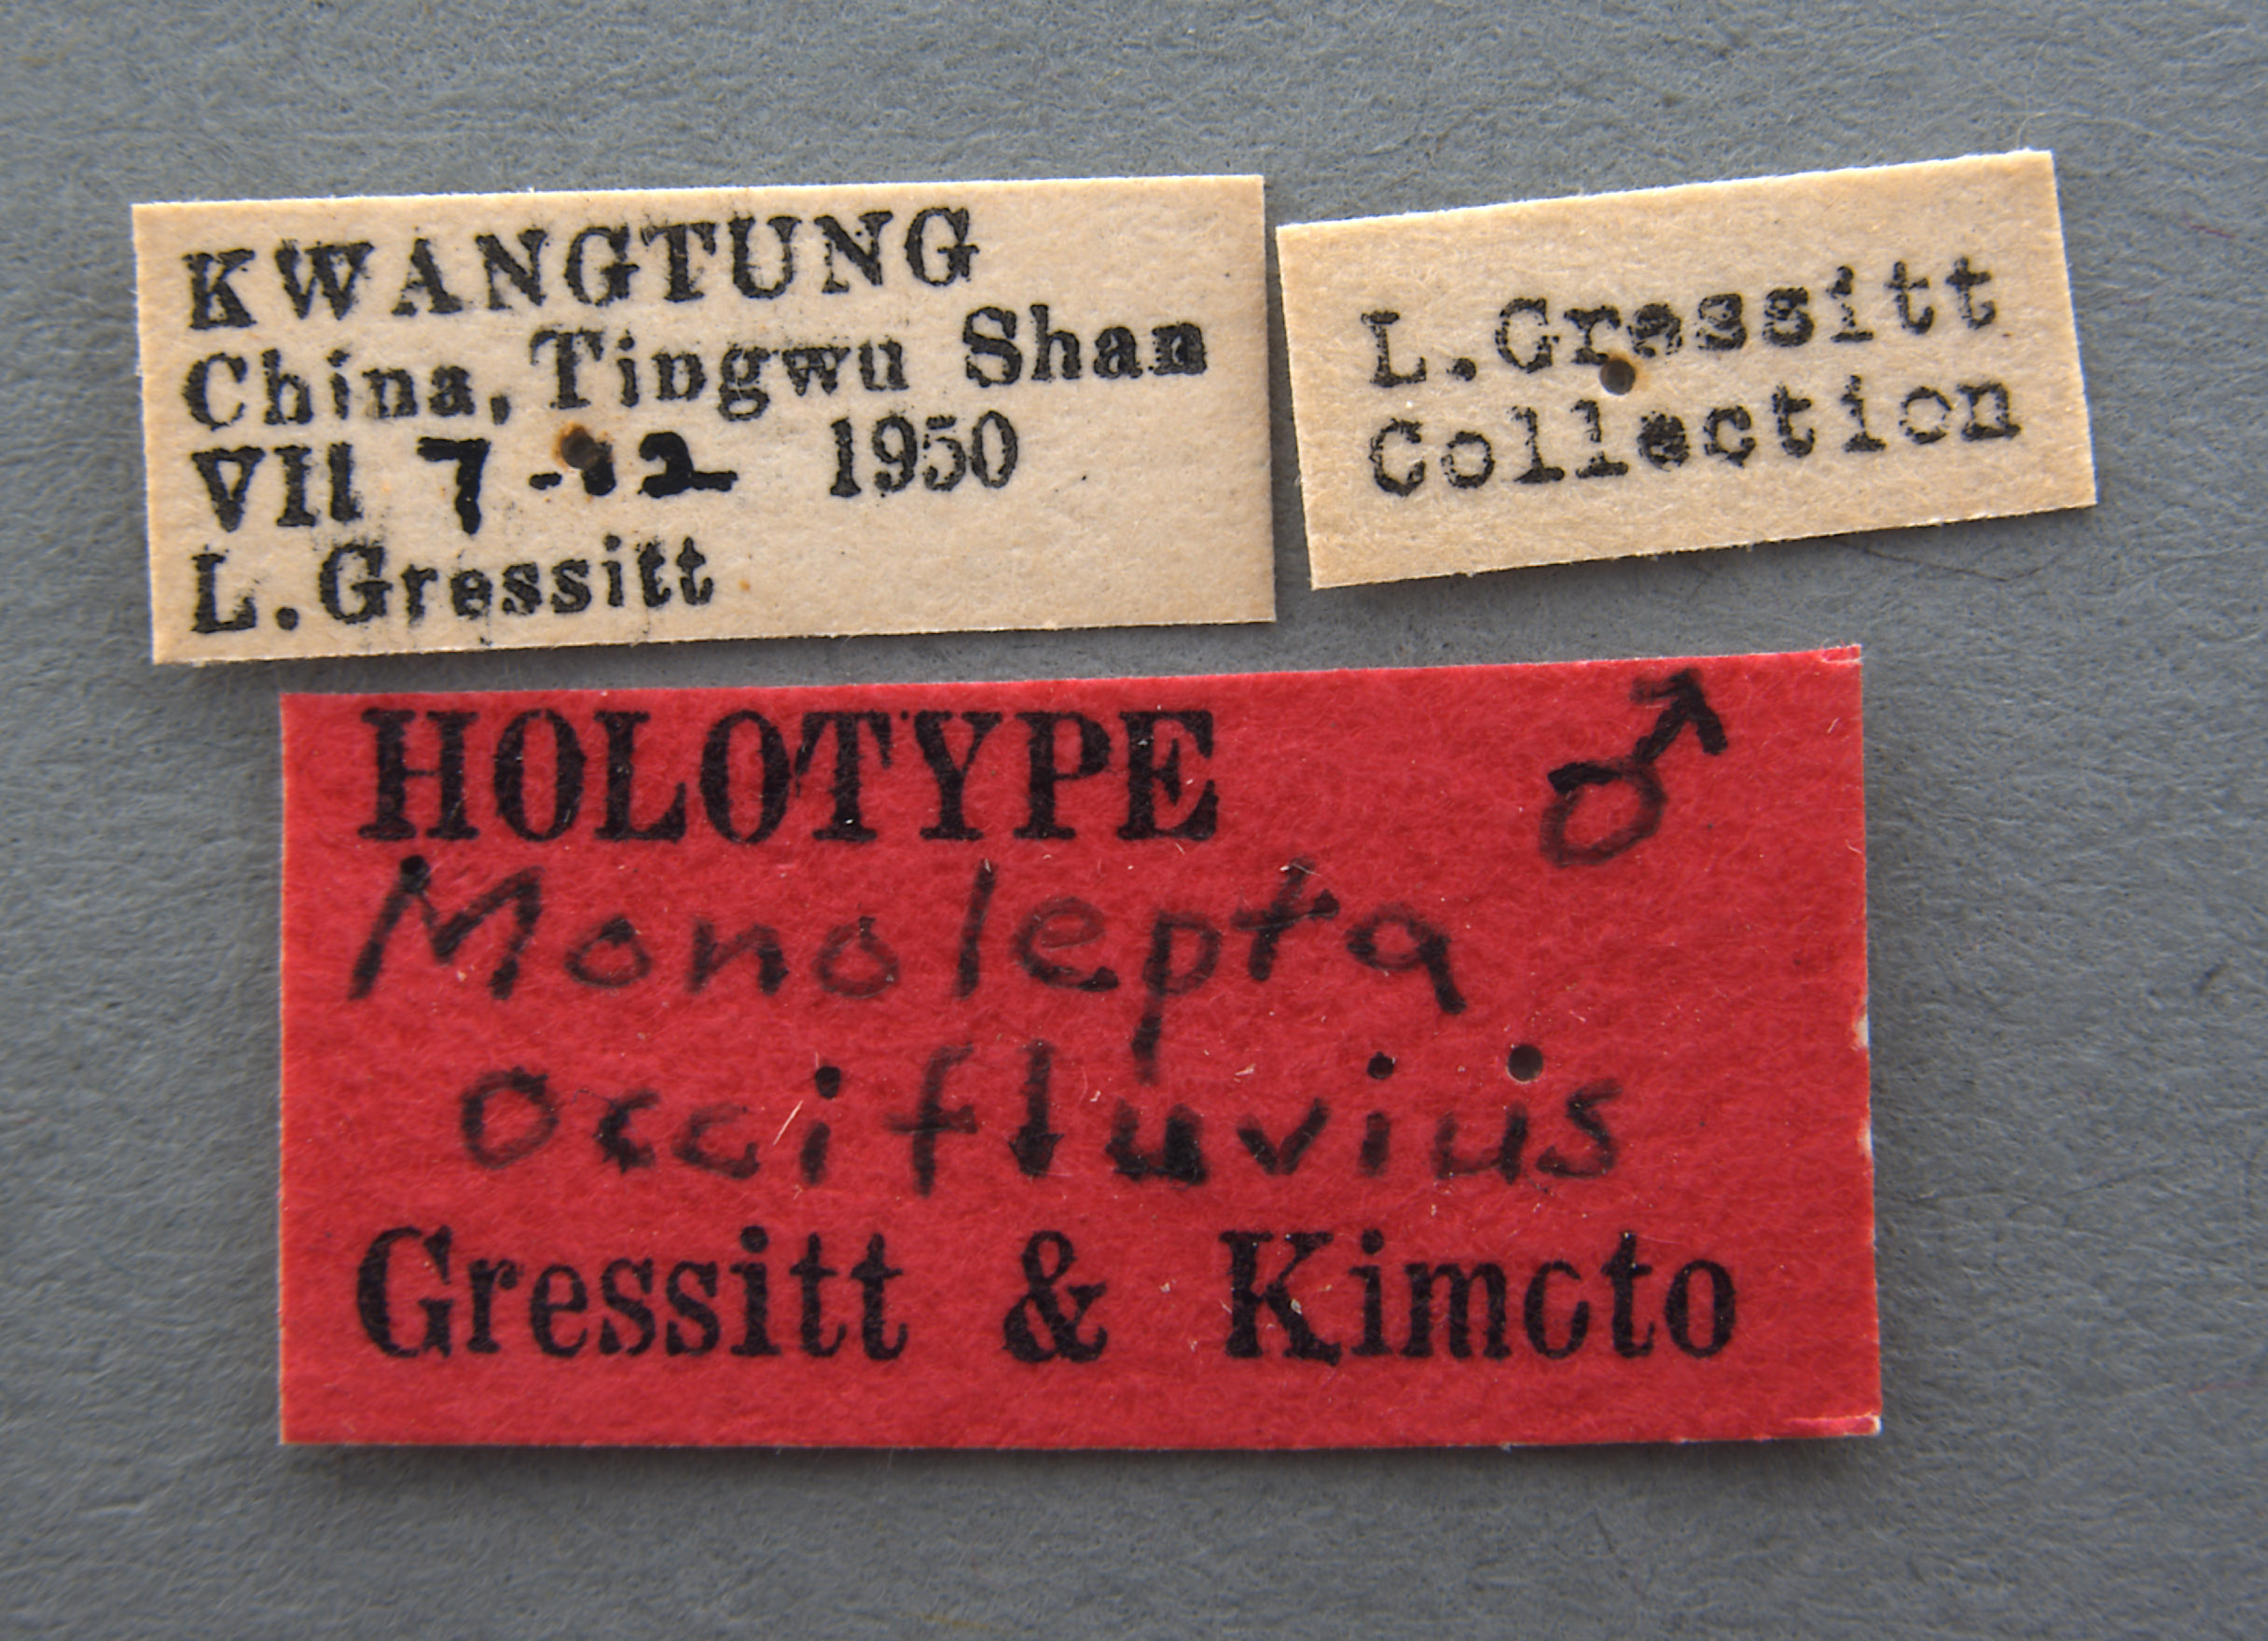 KWANGTUNG
China, Tingwu Shan
VII 7-12 1950
L. Gressitt
L. Gressitt
Collection
HOLOTYPE ♂
Monolepta
occifluvius
Gressitt & Kimoto